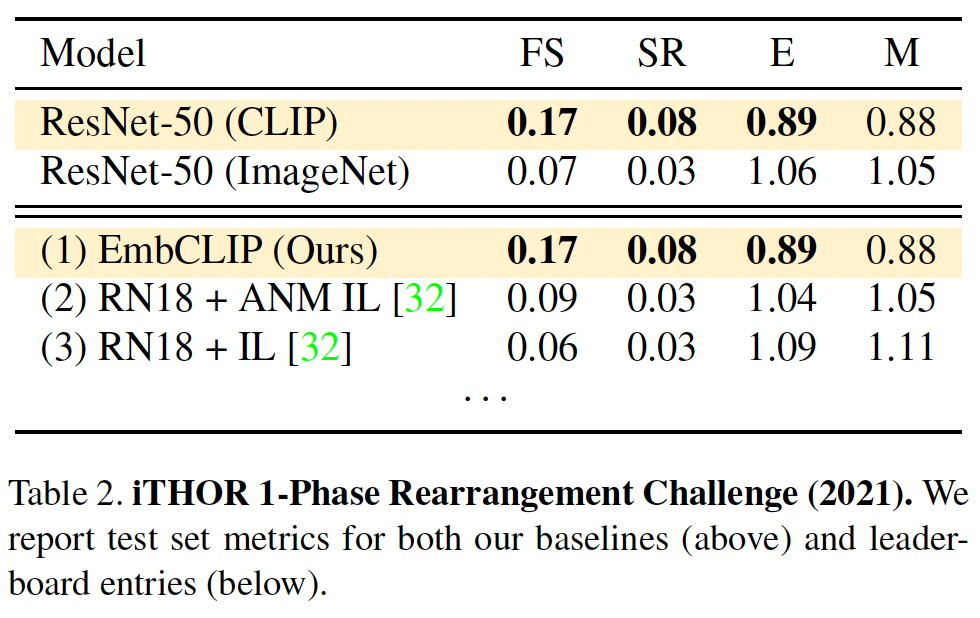 Model FS SR E M
ResNet-50 (CLIP) 0.17 0.08 0.89 0.88
ResNet-50 (ImageNet) 0.07 0.03 1.06 1.05
(1) EmbCLIP (Ours) 0.17 0.08 0.89 0.88
(2) RN18 + ANM IL [32] 0.09 0.03 1.04 1.05
(3) RN18 + IL [32] 0.06 0.03 1.09 1.11
...
Table 2. iTHOR 1-Phase Rearrangement Challenge (2021). We
report test set metrics for both our baselines (above) and leader-
board entries (below).